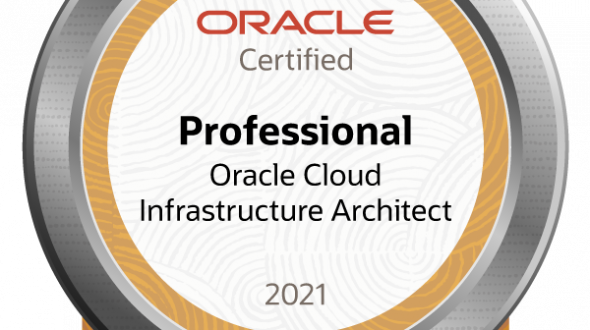 ORACLE
Certified
Professional
Oracle Cloud
Infrastructure Architect
2021